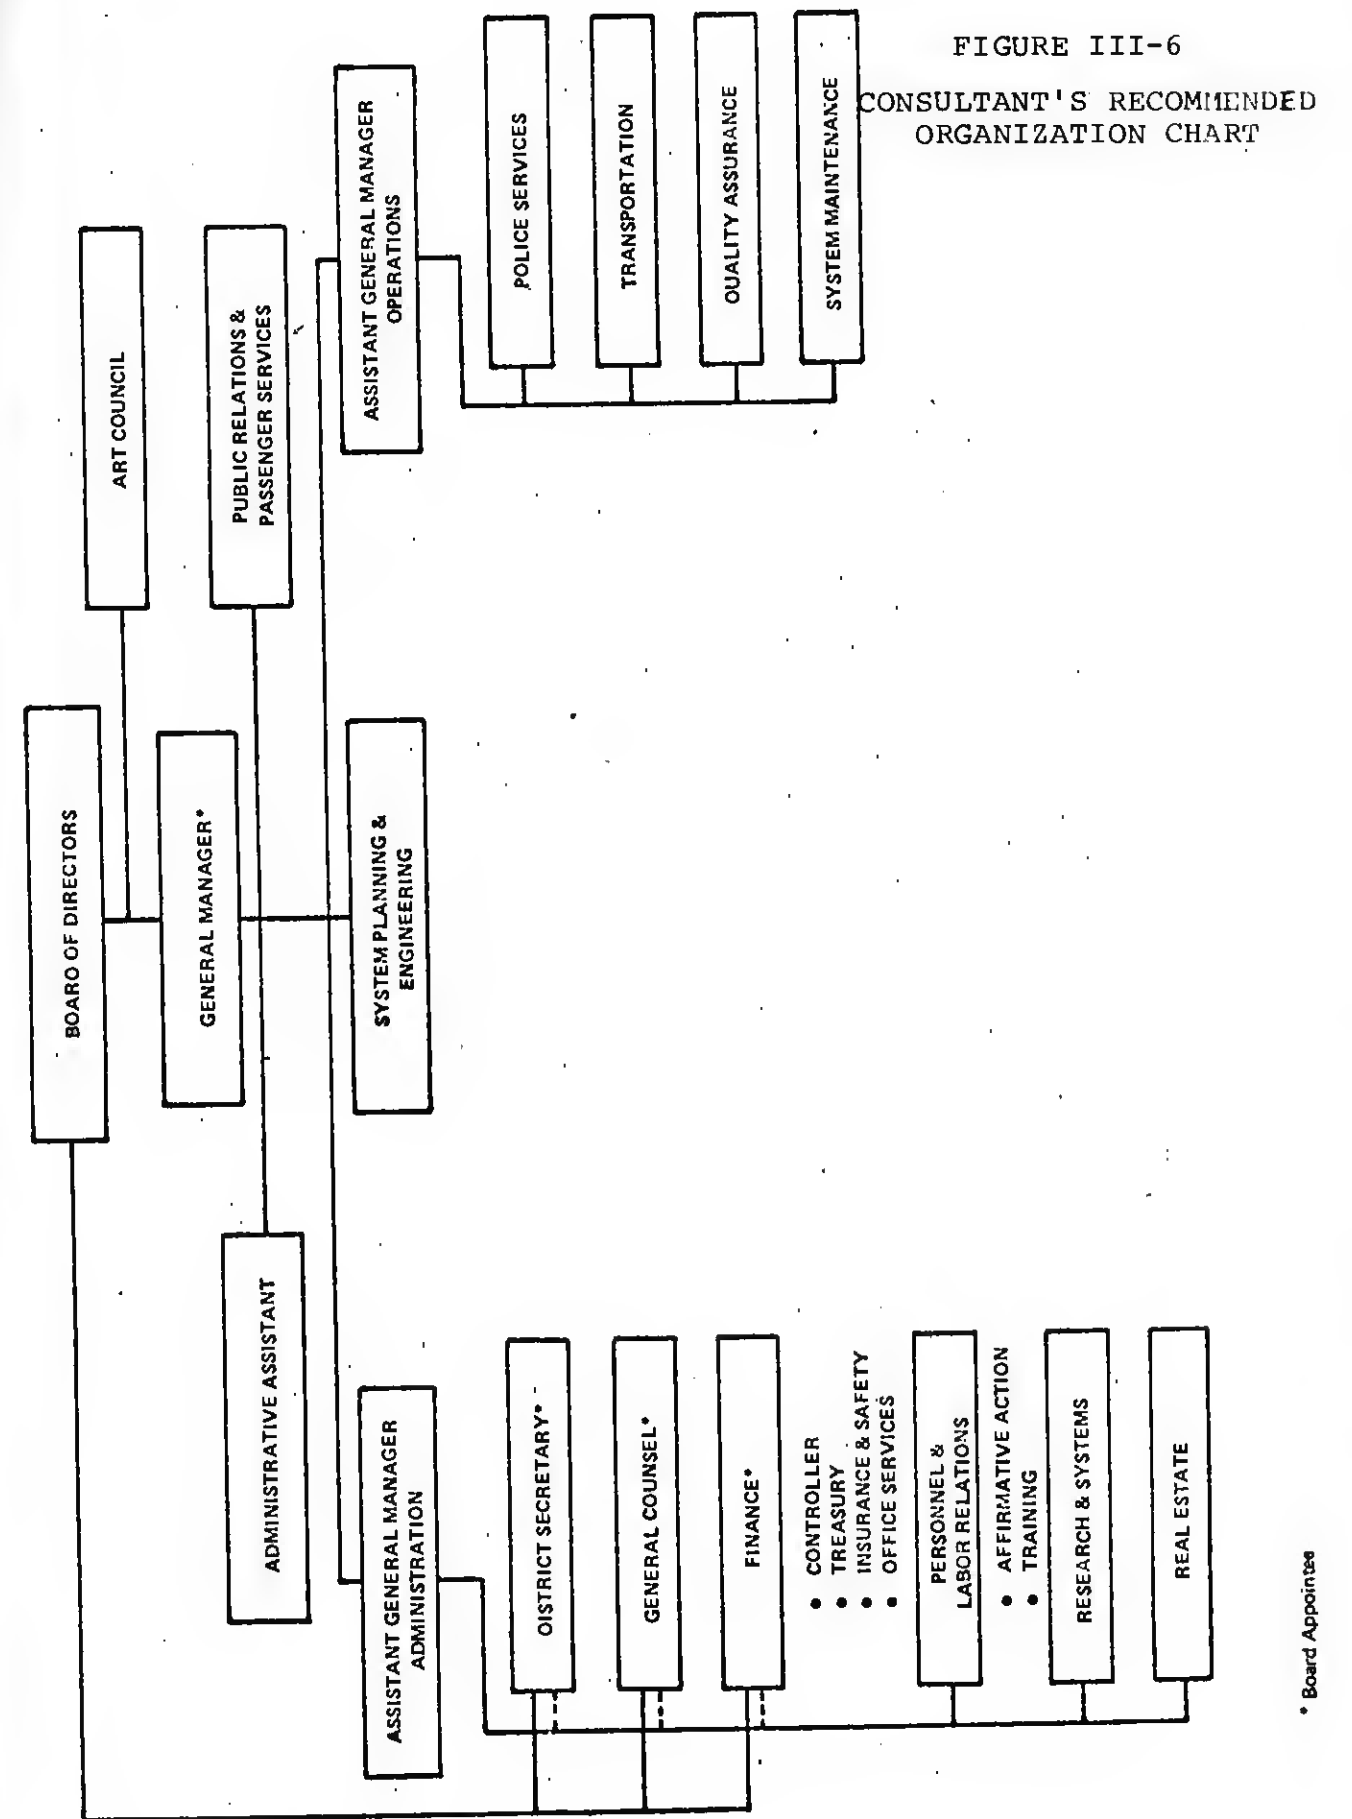 FIGURE III-6
CONSULTANT'S RECOMMENDED
ORGANIZATION CHART
BOARO OF DIRECTORS
ART COUNCIL
GENERAL MANAGER*
ADMINISTRATIVE ASSISTANT
PUBLIC RELATIONS &
PASSENGER SERVICES
ASSISTANT GENERAL MANAGER
ADMINISTRATION
SYSTEM PLANNING &
ENGINEERING
ASSISTANT GENERAL MANAGER
OPERATIONS
OISTRICT SECRETARY*
GENERAL COUNSEL*
FINANCE*
• CONTROLLER
• TREASURY
• INSURANCE & SAFETY
• OFFICE SERVICES
PERSONNEL &
LABOR RELATIONS
• AFFIRMATIVE ACTION
• TRAINING
RESEARCH & SYSTEMS
REAL ESTATE
POLICE SERVICES
TRANSPORTATION
OUALITY ASSURANCE
SYSTEM MAINTENANCE
* Board Appointee